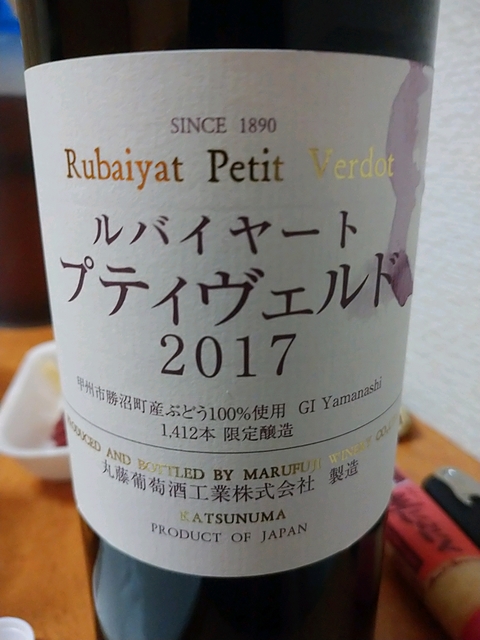 SINCE 1890
Rubaiyat Petit Verdot
ルバイヤート
プティヴェルド
2017
甲州市勝沼町産ぶどう100%使用 GI Yamanashi
1,412本 限定醸造
AND BOTTLED BY MARUFUJI WINERY
丸藤葡萄酒工業株式会社 製造
KATSUNUMA
PRODUCT OF JAPAN